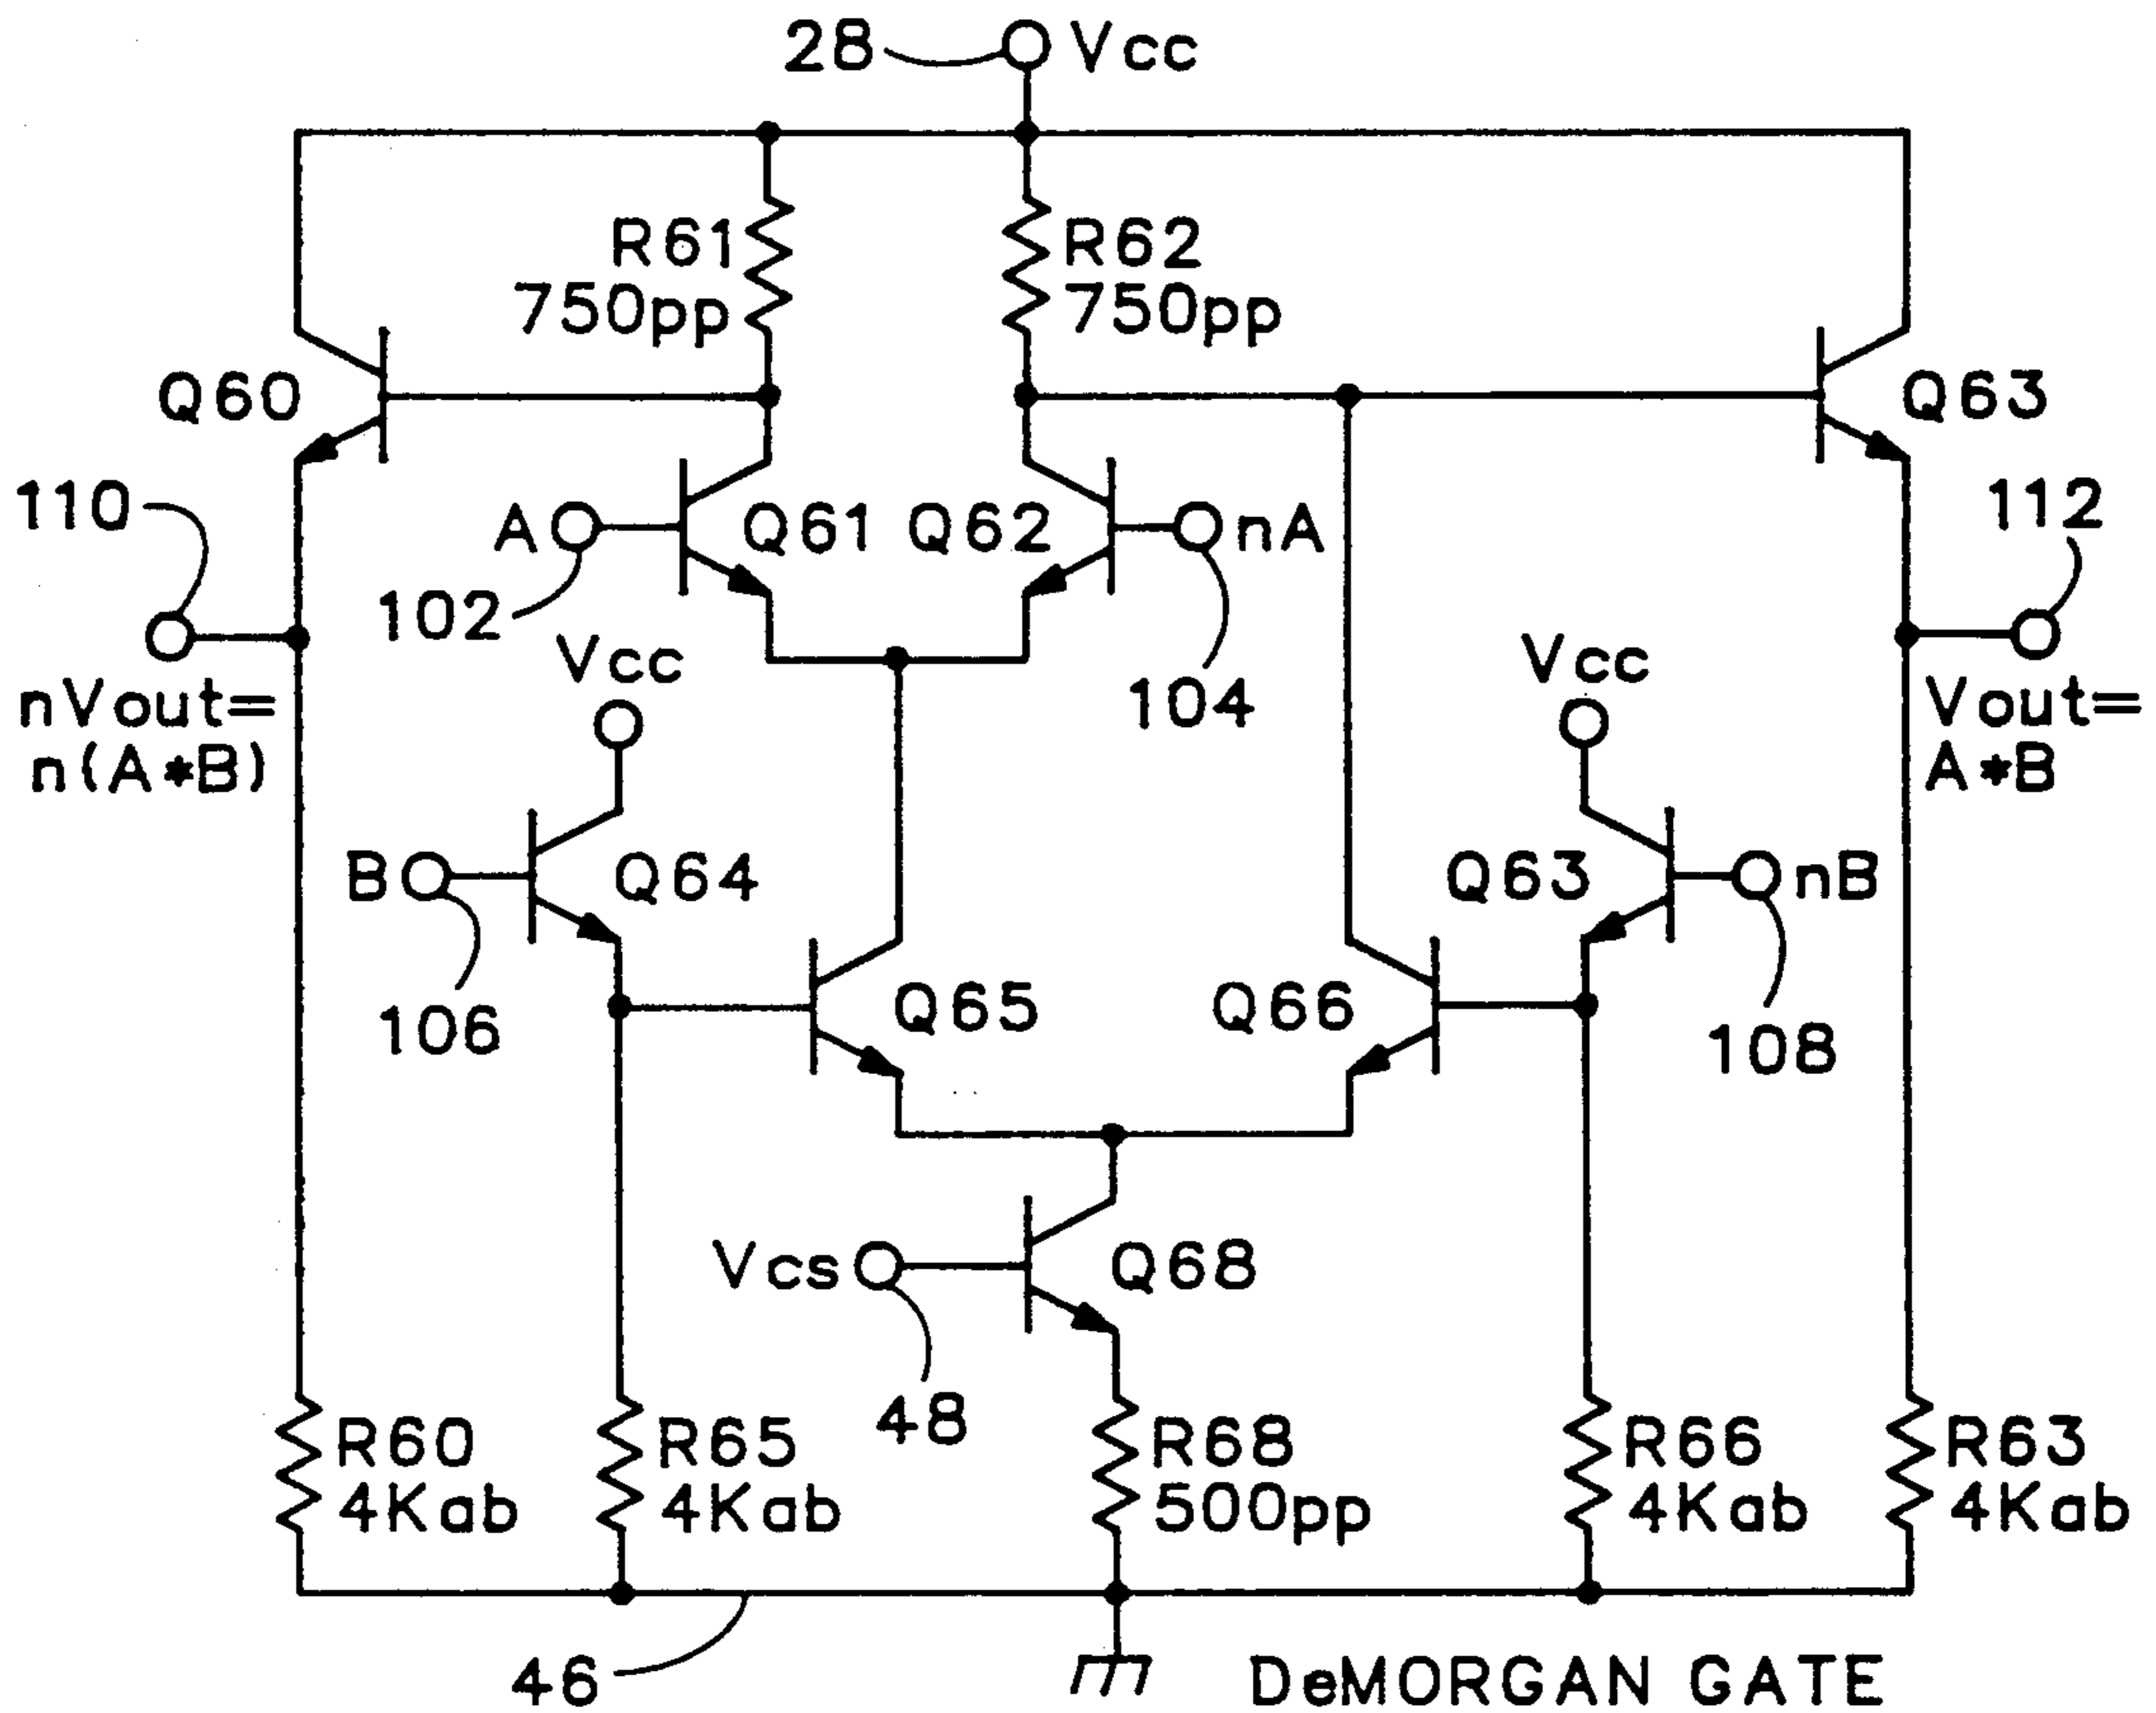 28
Vcc
R61
750pp
R62
750pp
Q60
Q63
110
A
Q61
Q62
nA
112
102
Vcc
104
Vcc
nVout=
n(A*B)
Vout=
A*B
B
Q64
Q63
nB
106
Q65
Q66
108
Vcs
Q68
48
R60
4Kab
R65
4Kab
R68
500pp
R66
4Kab
R63
4Kab
46
DeMORGAN GATE